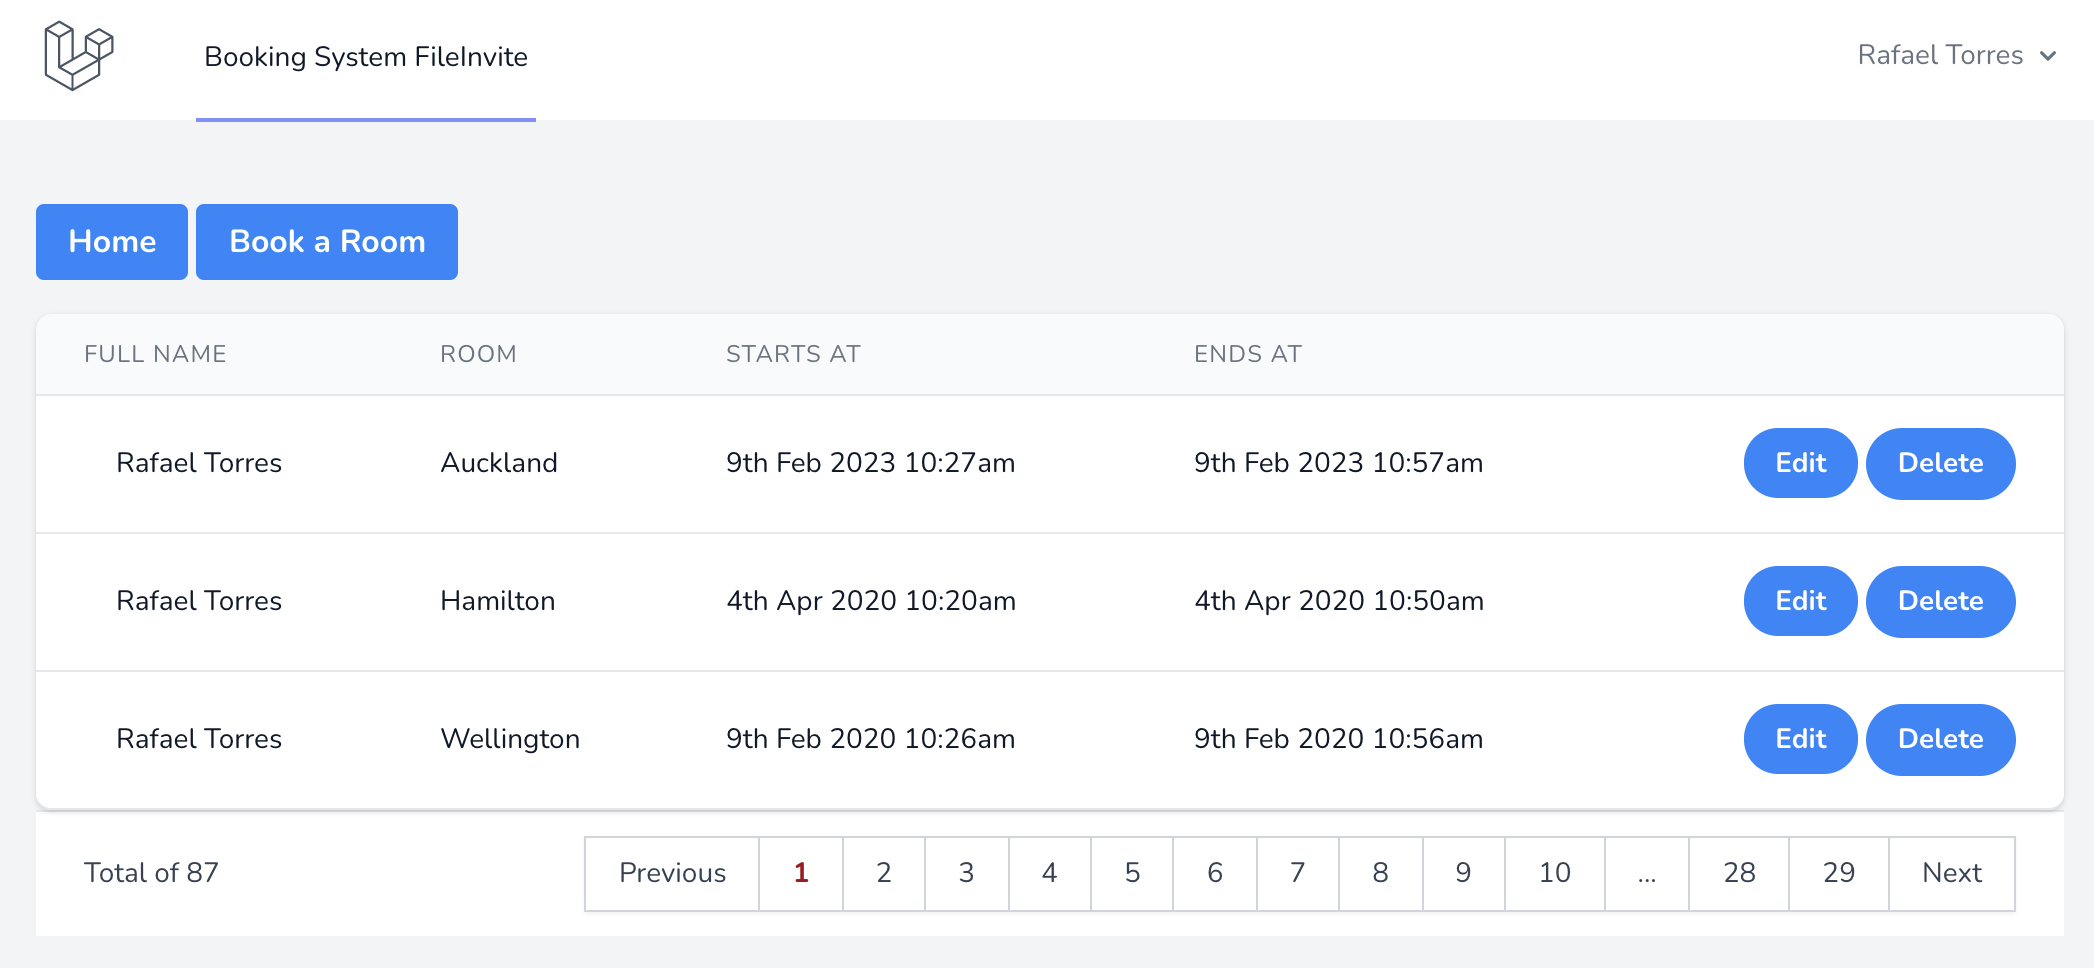 Booking System FileInvite
Rafael Torres
Home Book a Room
FULL NAME ROOM STARTS AT ENDS AT
Rafael Torres Auckland 9th Feb 2023 10:27am 9th Feb 2023 10:57am Edit Delete
Rafael Torres Hamilton 4th Apr 2020 10:20am 4th Apr 2020 10:50am Edit Delete
Rafael Torres Wellington 9th Feb 2020 10:26am 9th Feb 2020 10:56am Edit Delete
Total of 87 Previous 1 2 3 4 5 6 7 8 9 10 ... 28 29 Next